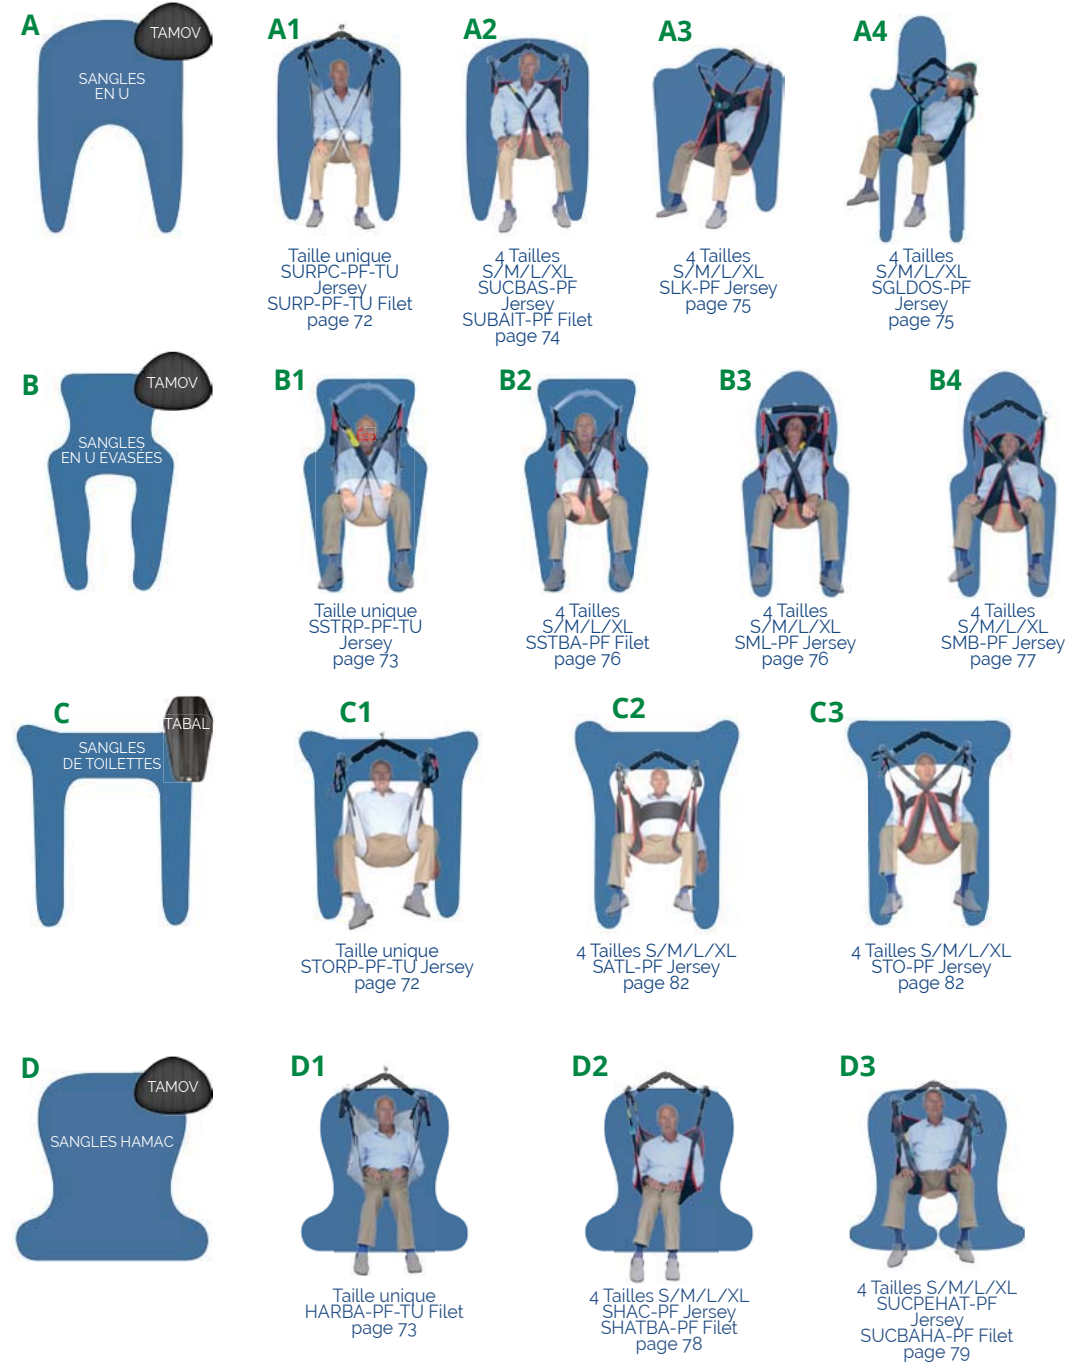 A
TAMOV
SANGLES
EN U
A1
A2
A3
A4
Taille unique
SURPC-PF-TU
Jersey
SURP-PF-TU Filet
page 72
4 Tailles
S/M/L/XL
SUCBAS-PF
Jersey
SUBAIT-PF Filet
page 74
4 Tailles
S/M/L/XL
SLK-PF Jersey
page 75
4 Tailles
S/M/L/XL
SGLDOS-PF
Jersey
page 75
B
TAMOV
SANGLES
EN U ÉVASÉES
B1
B2
B3
B4
Taille unique
SSTRP-PF-TU
Jersey
page 73
4 Tailles
S/M/L/XL
SSTBA-PF Filet
page 76
4 Tailles
S/M/L/XL
SML-PF Jersey
page 76
4 Tailles
S/M/L/XL
SMB-PF Jersey
page 77
C
TABAL
SANGLES
DE TOILETTES
C1
C2
C3
Taille unique
STORP-PF-TU Jersey
page 72
4 Tailles S/M/L/XL
SATL-PF Jersey
page 82
4 Tailles S/M/L/XL
STO-PF Jersey
page 82
D
TAMOV
SANGLES HAMAC
D1
D2
D3
Taille unique
HARBA-PF-TU Filet
page 73
4 Tailles S/M/L/XL
SHAC-PF Jersey
SHATBA-PF Filet
page 78
4 Tailles S/M/L/XL
SUCPEHAT-PF
Jersey
SUCBAHA-PF Filet
page 79